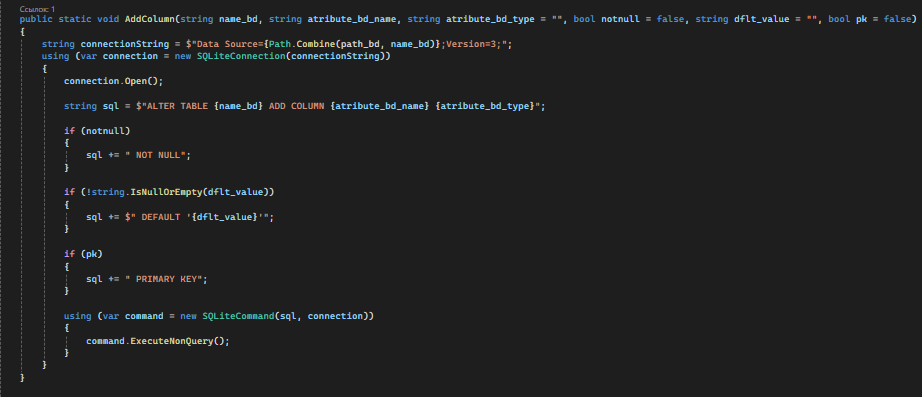 Ссылок: 1
public static void AddColumn(string name_bd, string atribute_bd_name, string atribute_bd_type = "", bool notnull = false, string dflt_value = "", bool pk = false)
{
    string connectionString = $"Data Source={Path.Combine(path_bd, name_bd)};Version=3;";
    using (var connection = new SQLiteConnection(connectionString))
    {
        connection.Open();

        string sql = $"ALTER TABLE {name_bd} ADD COLUMN {atribute_bd_name} {atribute_bd_type}";

        if (notnull)
        {
            sql += " NOT NULL";
        }

        if (!string.IsNullOrEmpty(dflt_value))
        {
            sql += $" DEFAULT '{dflt_value}'";
        }

        if (pk)
        {
            sql += " PRIMARY KEY";
        }

        using (var command = new SQLiteCommand(sql, connection))
        {
            command.ExecuteNonQuery();
        }
    }
}